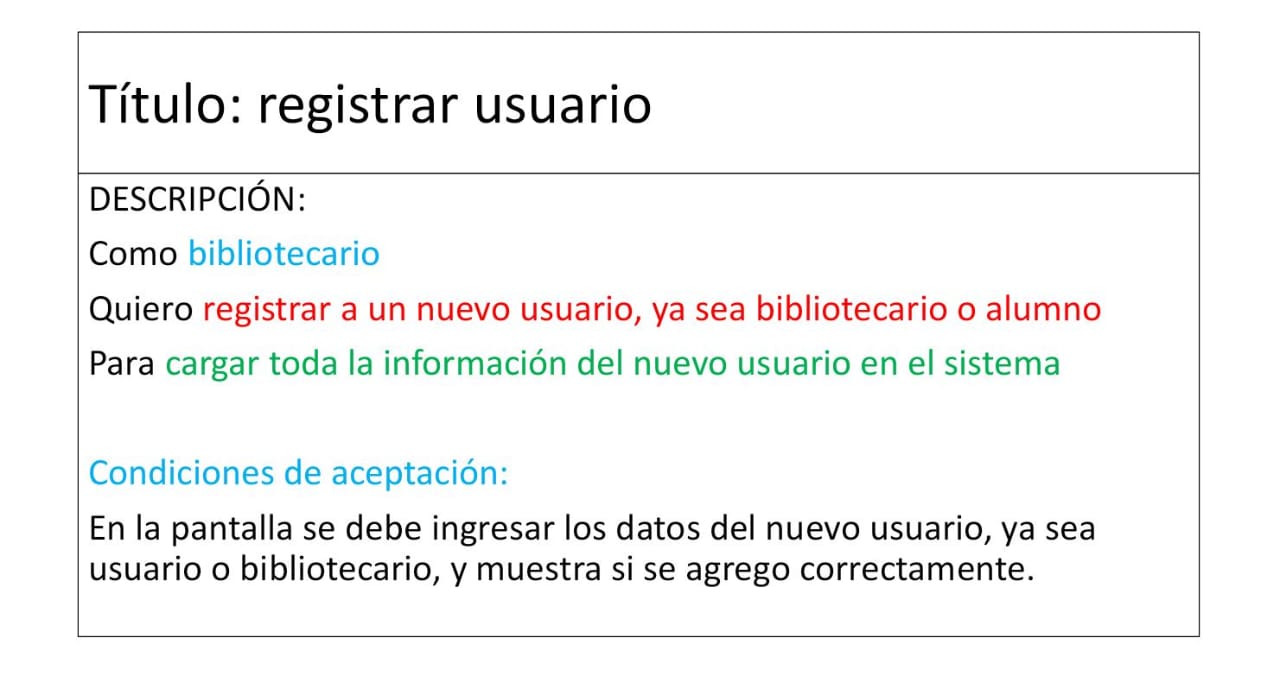 Título: registrar usuario
DESCRIPCIÓN:
Como bibliotecario
Quiero registrar a un nuevo usuario, ya sea bibliotecario o alumno
Para cargar toda la información del nuevo usuario en el sistema
Condiciones de aceptación:
En la pantalla se debe ingresar los datos del nuevo usuario, ya sea
usuario o bibliotecario, y muestra si se agrego correctamente.